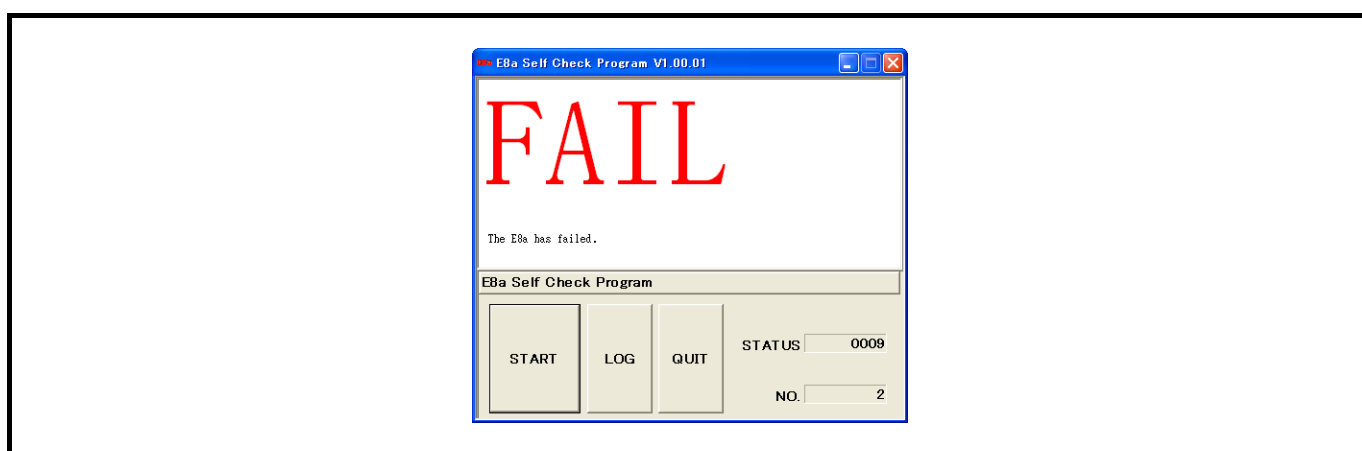 E8a Self Check Program V1.00.01
FAIL
The E8a has failed.
E8a Self Check Program
START
LOG
QUIT
STATUS 0009
NO. 2